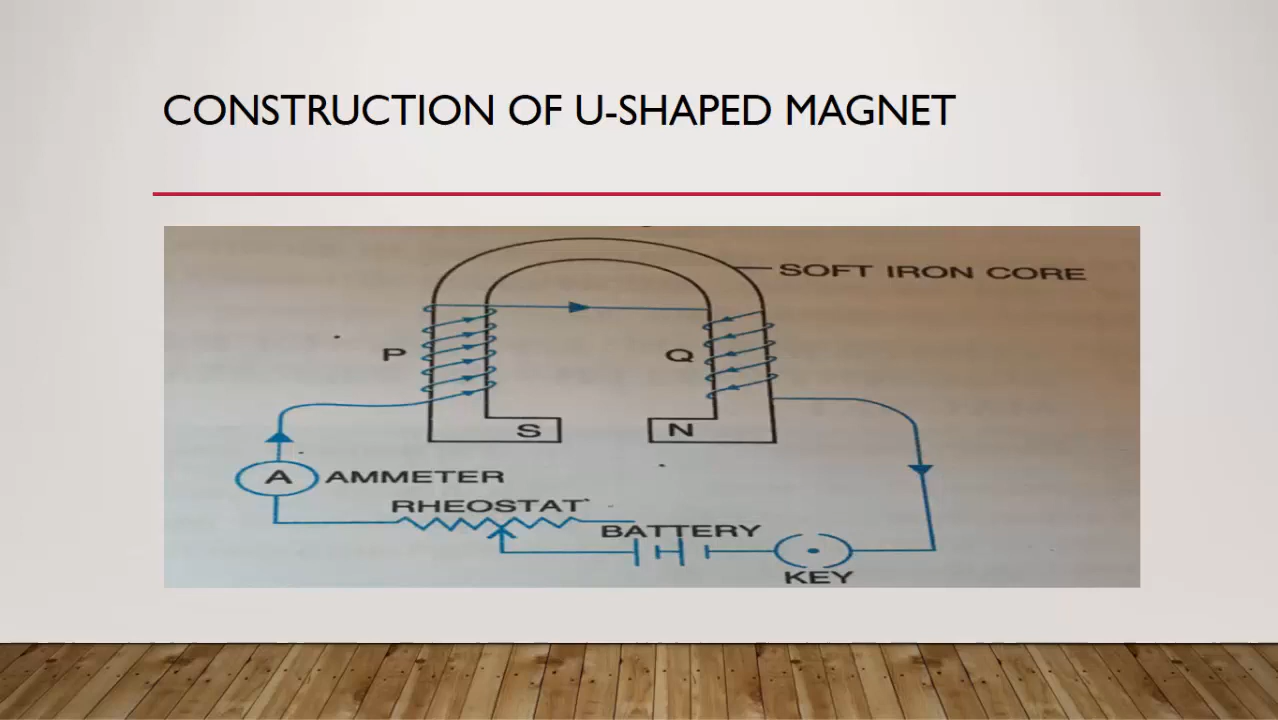 CONSTRUCTION OF U-SHAPED MAGNET
SOFT IRON CORE
P
Q
S
N
A
AMMETER
RHEOSTAT
BATTERY
KEY